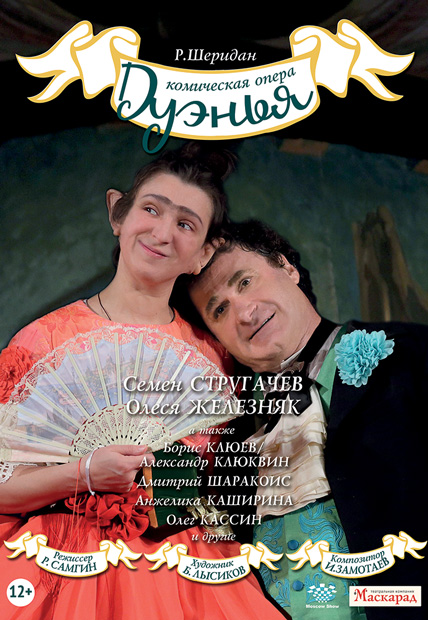 Р.Шеридан
комическая опера
Дуэнья
Семен СТРУГАЧЕВ
Олеся ЖЕЛЕЗНЯК
а также
Борис КЛЮЕВ/
Александр КЛЮКВИН
Дмитрий ШАРАКОИС
Анжелика КАШИРИНА
Олег КАССИН
и другие
Режиссер
Р. САМГИН
Художник
Б. ЛЫСИКОВ
Композитор
И.ЗАМОТАЕВ
12+
Moscow Show
театральная компания
Маскарад